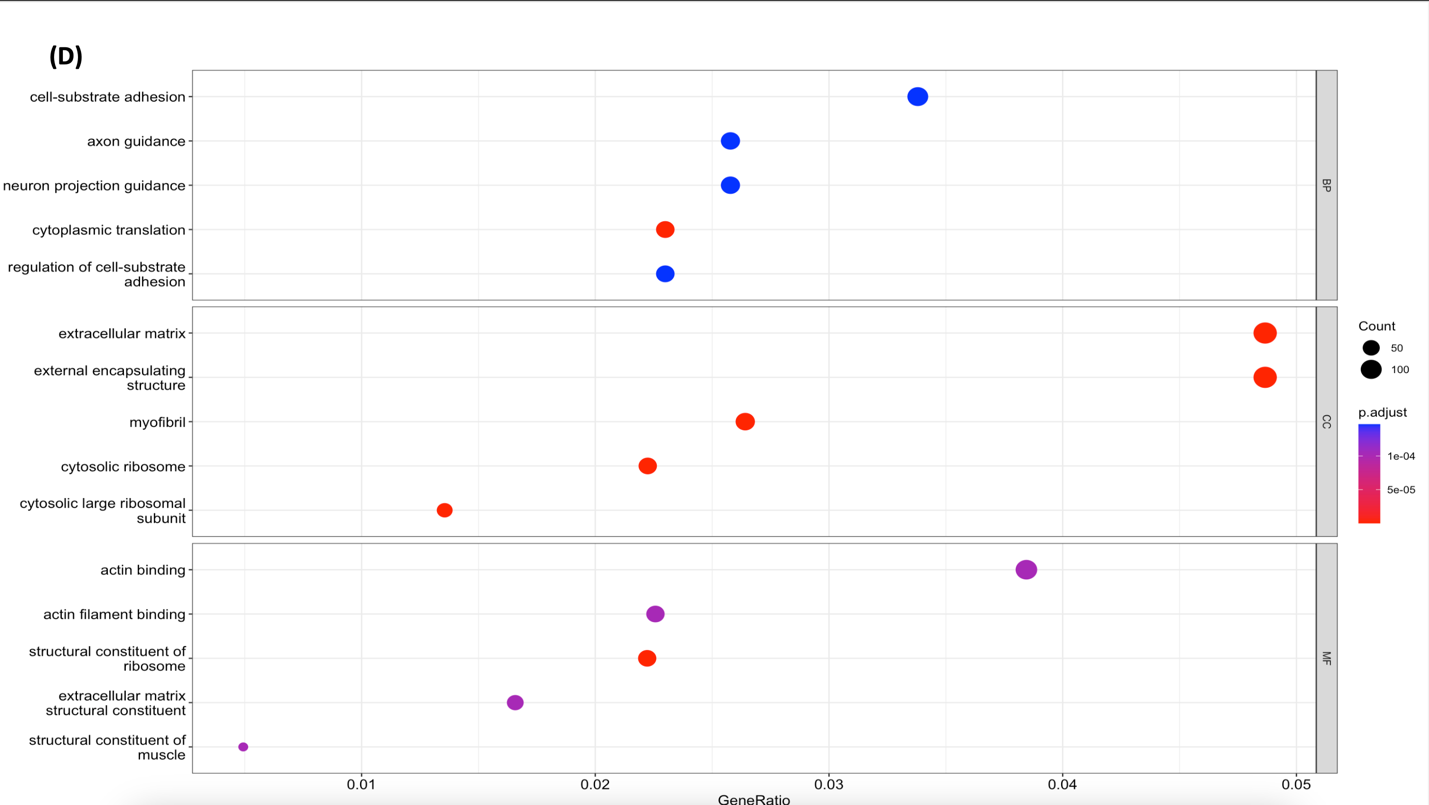 (D)
cell-substrate adhesion
axon guidance
neuron projection guidance
cytoplasmic translation
regulation of cell-substrate
adhesion
BP
extracellular matrix
external encapsulating
structure
myofibril
cytosolic ribosome
cytosolic large ribosomal
subunit
CC
actin binding
actin filament binding
structural constituent of
ribosome
extracellular matrix
structural constituent
structural constituent of
muscle
MF
0.01 0.02 0.03 0.04 0.05
GeneRatio
Count
50
100
p.adjust
1e-04
5e-05